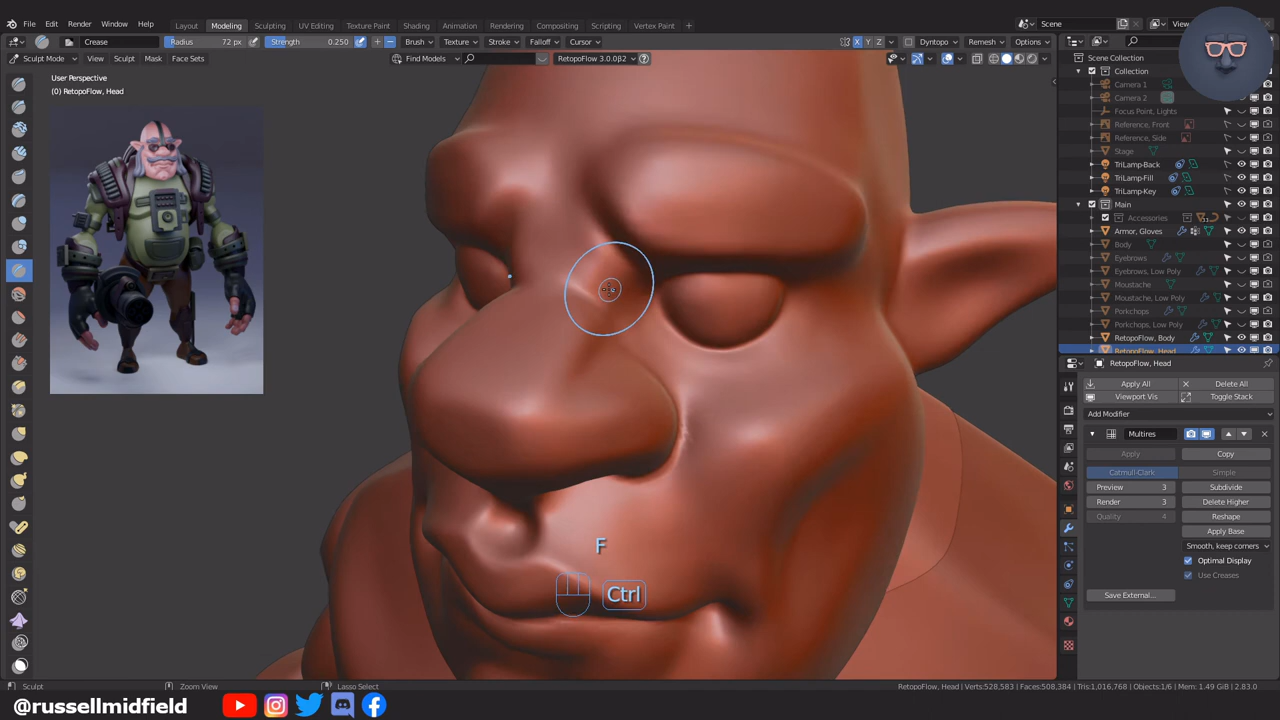 File Edit Render Window Help Layout Modeling Sculpting UV Editing Texture Paint Shading Animation Rendering Compositing Scripting Vertex Paint + Scene View
Crease Radius 72 px Strength 0.250 Brush Texture Stroke Falloff Cursor X Y Z Dyntopo Remesh Options
Sculpt Mode View Sculpt Mask Face Sets Find Models RetopoFlow 3.0.0β2 ?
User Perspective
(0) RetopoFlow, Head
Scene Collection
Collection
Camera 1
Camera 2
Focus Point, Lights
Reference, Front
Reference, Side
Stage
TriLamp-Back
TriLamp-Fill
TriLamp-Key
Main
Accessories
Armor, Gloves
Body
Eyebrows
Eyebrows, Low Poly
Moustache
Moustache, Low Poly
Porkchops
Porkchops, Low Poly
RetopoFlow, Body
RetopoFlow, Head
RetopoFlow, Head
Apply All Delete All
Viewport Vis Toggle Stack
Add Modifier
Multires
Apply Copy
Catmull-Clark Simple
Preview 3 Subdivide
Render 3 Delete Higher
Quality 4 Reshape
Apply Base
Smooth, keep corners
Optimal Display
Use Creases
Save External...
F
Ctrl
Sculpt Zoom View Lasso Select RetopoFlow, Head | Verts:528,583 | Faces:508,384 | Tris:1,016,768 | Objects:1/6 | Mem: 1.49 GiB | 2.83.0
@russellmidfield